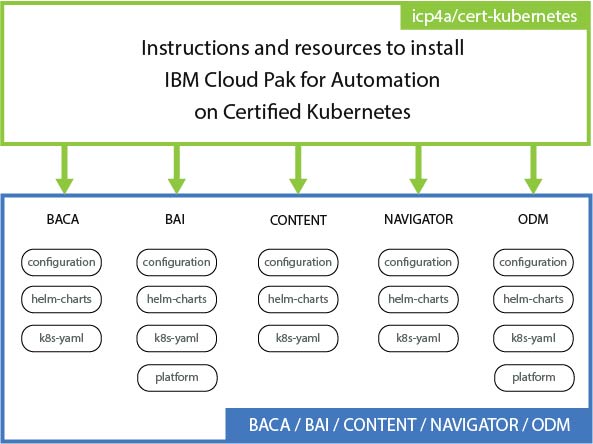 icp4a/cert-kubernetes
Instructions and resources to install
IBM Cloud Pak for Automation
on Certified Kubernetes
BACA
configuration
helm-charts
k8s-yaml
BAI
configuration
helm-charts
k8s-yaml
platform
CONTENT
configuration
helm-charts
k8s-yaml
NAVIGATOR
configuration
helm-charts
k8s-yaml
ODM
configuration
helm-charts
k8s-yaml
platform
BACA / BAI / CONTENT / NAVIGATOR / ODM